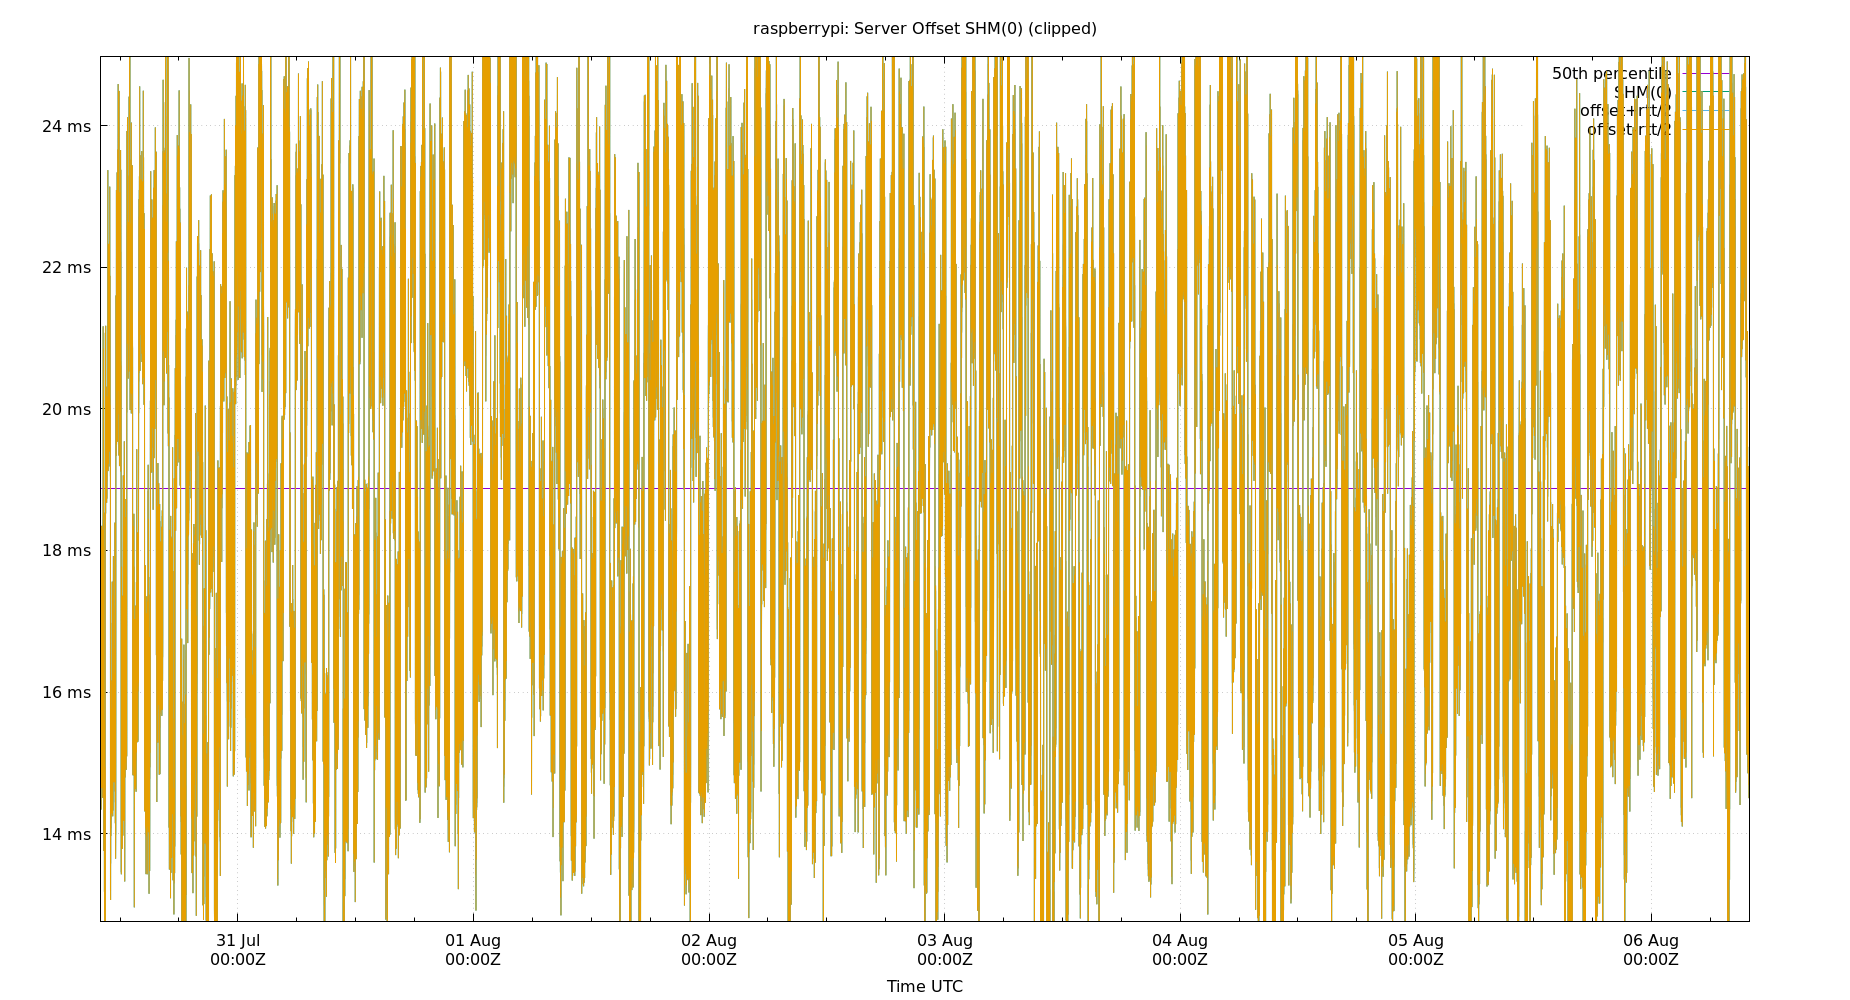 raspberrypi: Server Offset SHM(0) (clipped)
50th percentile
SHM(0)
offset+rtt/2
offset-rtt/2
24 ms
22 ms
20 ms
18 ms
16 ms
14 ms
31 Jul 01 Aug 02 Aug 03 Aug 04 Aug 05 Aug 06 Aug
00:00Z 00:00Z 00:00Z 00:00Z 00:00Z 00:00Z 00:00Z
Time UTC